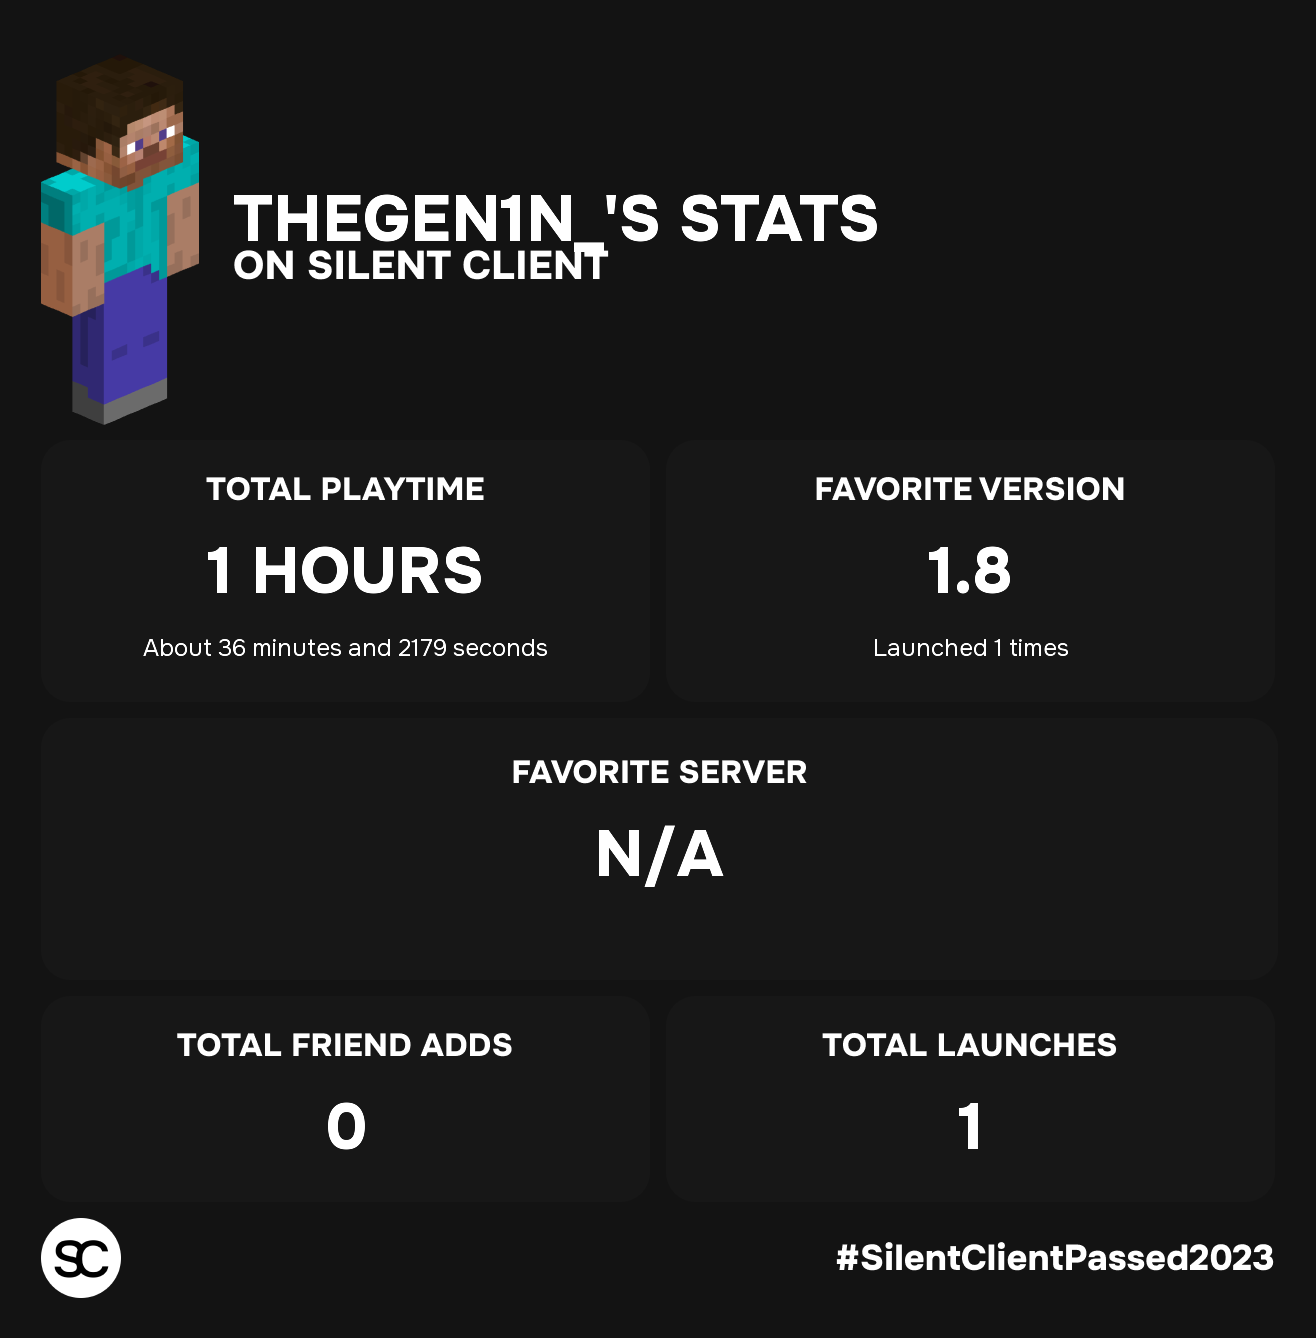 THEGEN1N_'S STATS
ON SILENT CLIENT
TOTAL PLAYTIME
1 HOURS
About 36 minutes and 2179 seconds
FAVORITE VERSION
1.8
Launched 1 times
FAVORITE SERVER
N/A
TOTAL FRIEND ADDS
0
TOTAL LAUNCHES
1
SC
#SilentClientPassed2023